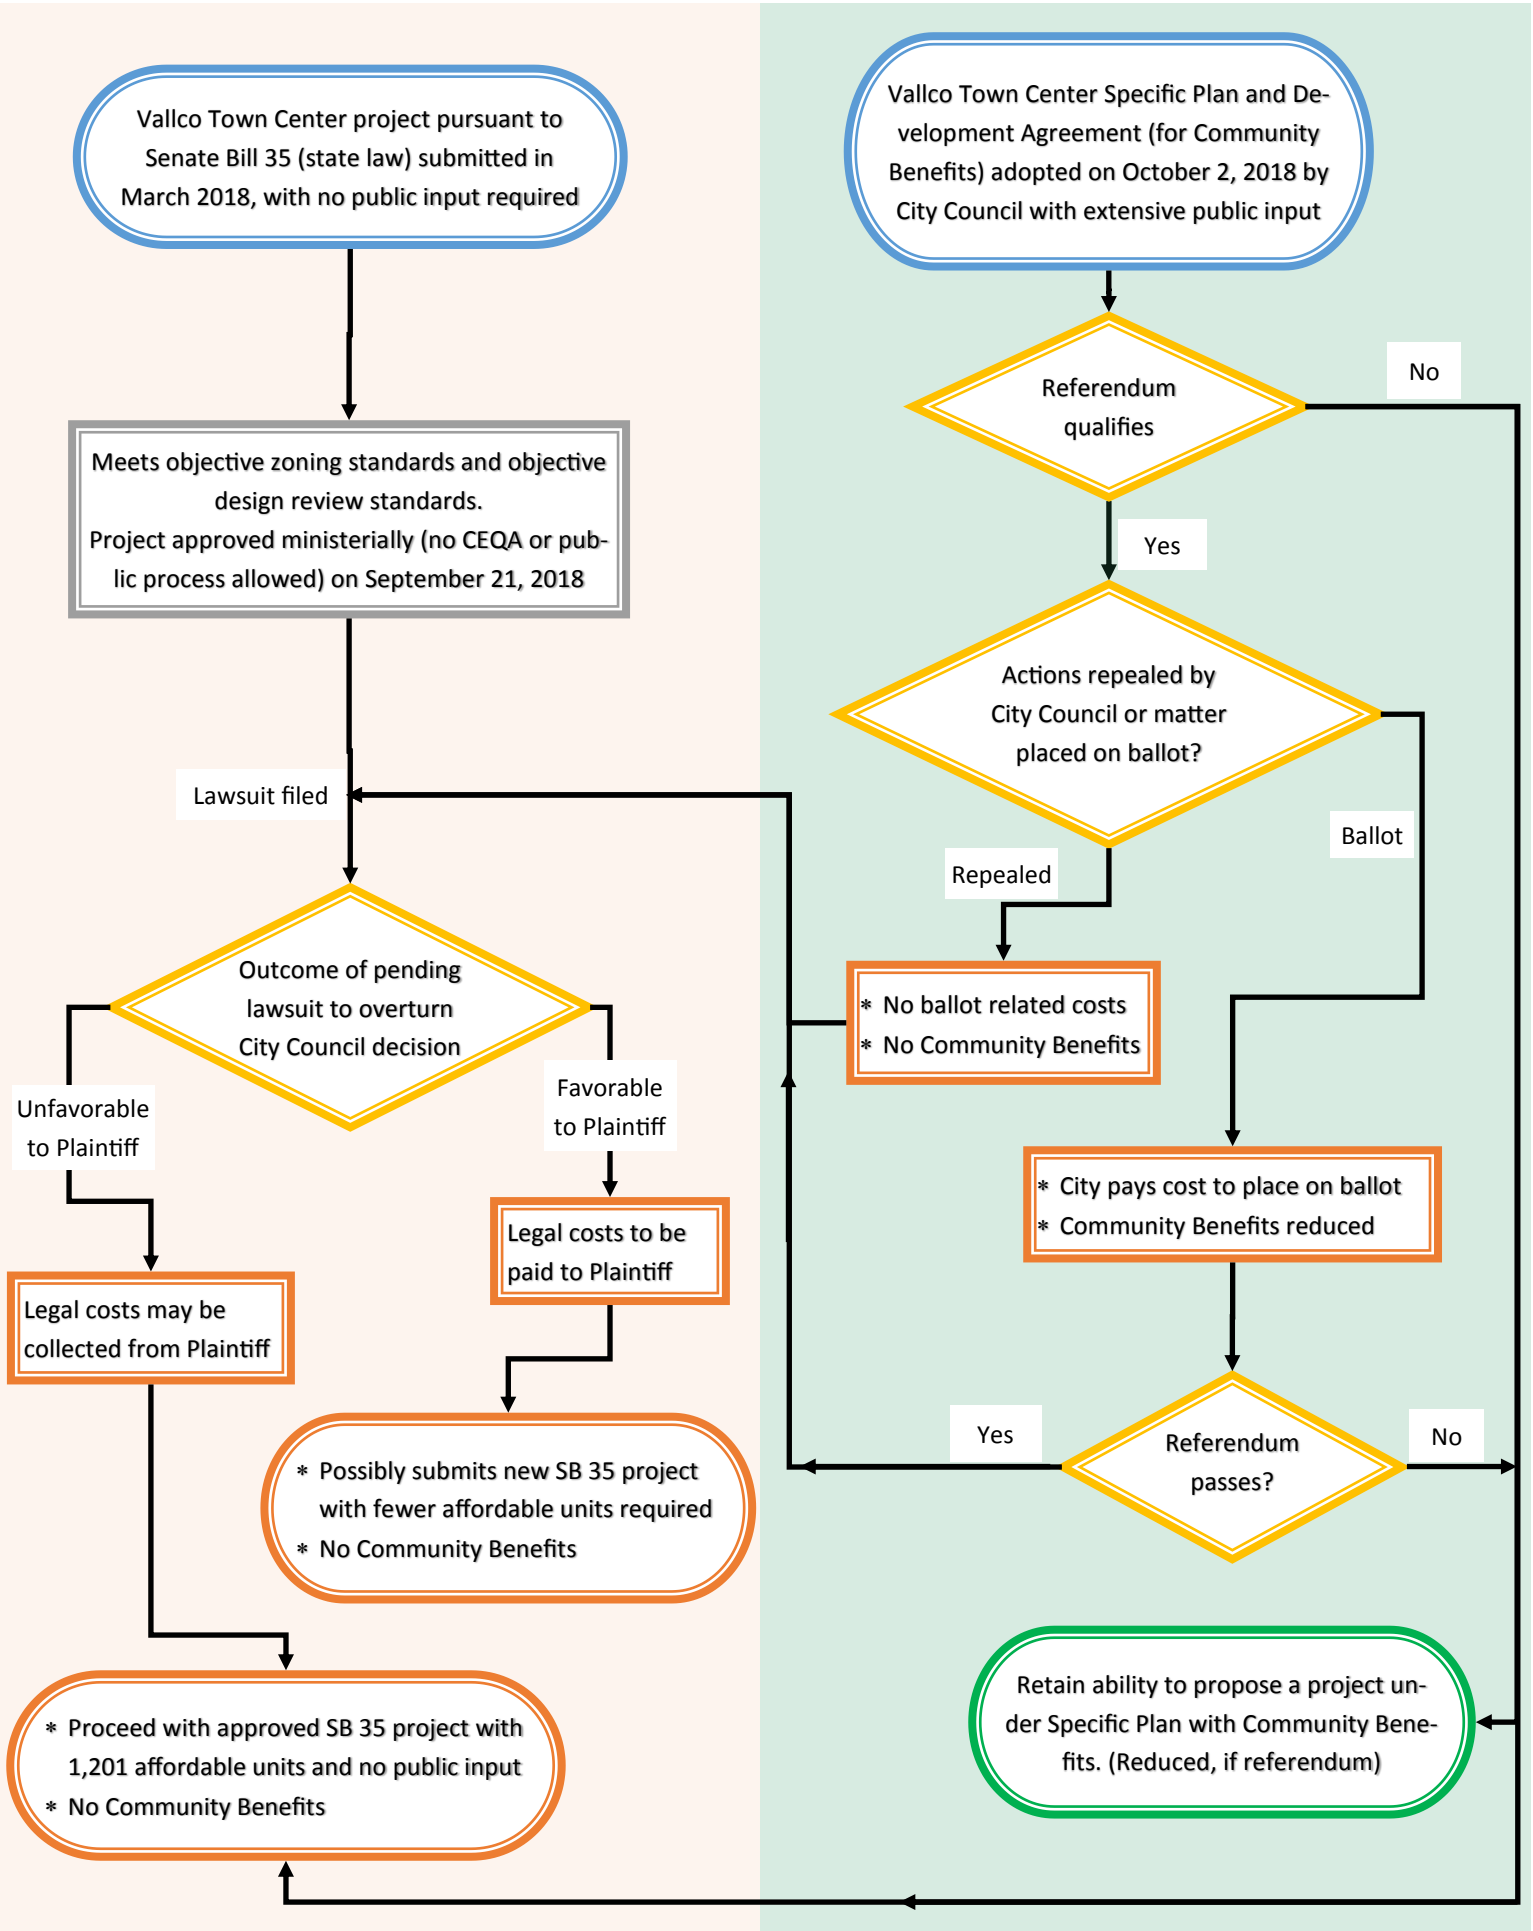 Vallco Town Center project pursuant to
Senate Bill 35 (state law) submitted in
March 2018, with no public input required
Meets objective zoning standards and objective
design review standards.
Project approved ministerially (no CEQA or pub-
lic process allowed) on September 21, 2018
Lawsuit filed
Outcome of pending
lawsuit to overturn
City Council decision
Unfavorable
to Plaintiff
Favorable
to Plaintiff
Legal costs to be
paid to Plaintiff
Legal costs may be
collected from Plaintiff
* Possibly submits new SB 35 project
with fewer affordable units required
* No Community Benefits
* Proceed with approved SB 35 project with
1,201 affordable units and no public input
* No Community Benefits
Vallco Town Center Specific Plan and De-
velopment Agreement (for Community
Benefits) adopted on October 2, 2018 by
City Council with extensive public input
Referendum
qualifies
No
Yes
Actions repealed by
City Council or matter
placed on ballot?
Ballot
Repealed
* No ballot related costs
* No Community Benefits
* City pays cost to place on ballot
* Community Benefits reduced
Yes
Referendum
passes?
No
Retain ability to propose a project un-
der Specific Plan with Community Bene-
fits. (Reduced, if referendum)